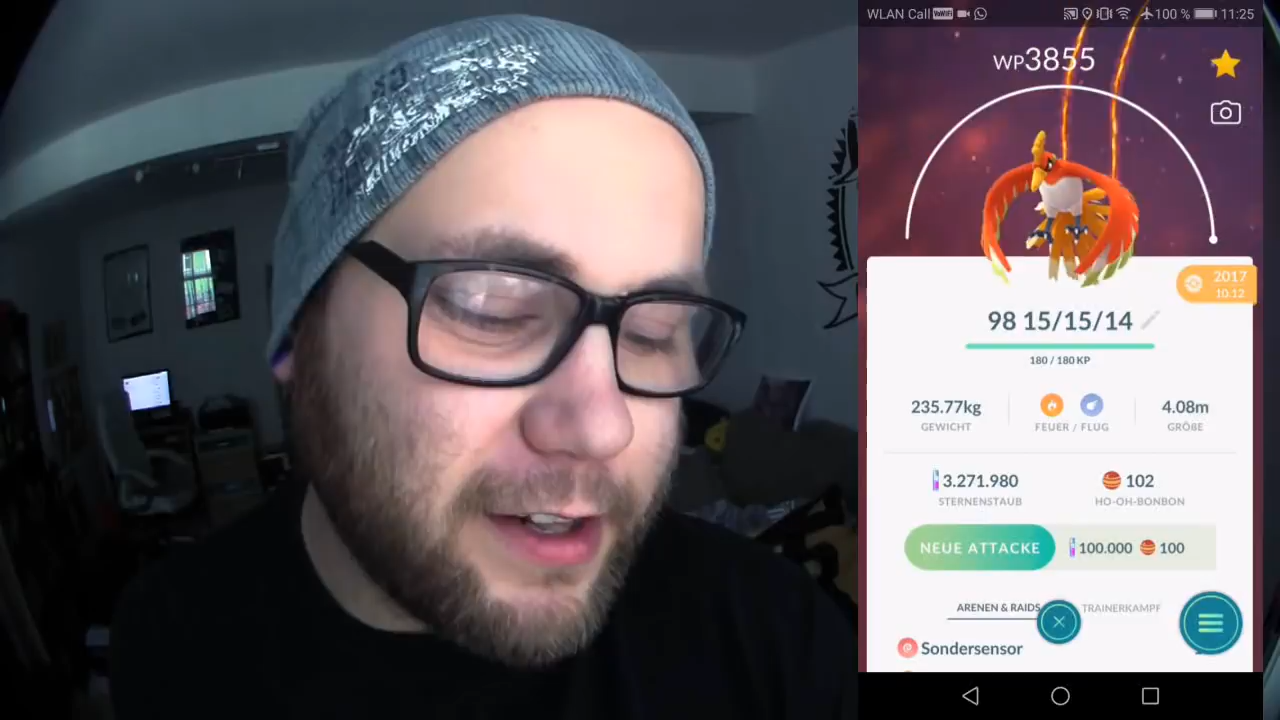 WLAN Call VoWiFi 100 % 11:25
WP3855
2017
10.12
98 15/15/14
180 / 180 KP
235.77kg
GEWICHT
FEUER / FLUG
4.08m
GRÖßE
3.271.980
STERNENSTAUB
102
HO-OH-BONBON
NEUE ATTACKE 100.000 100
ARENEN & RAIDS TRAINERKAMPF
Sondersensor